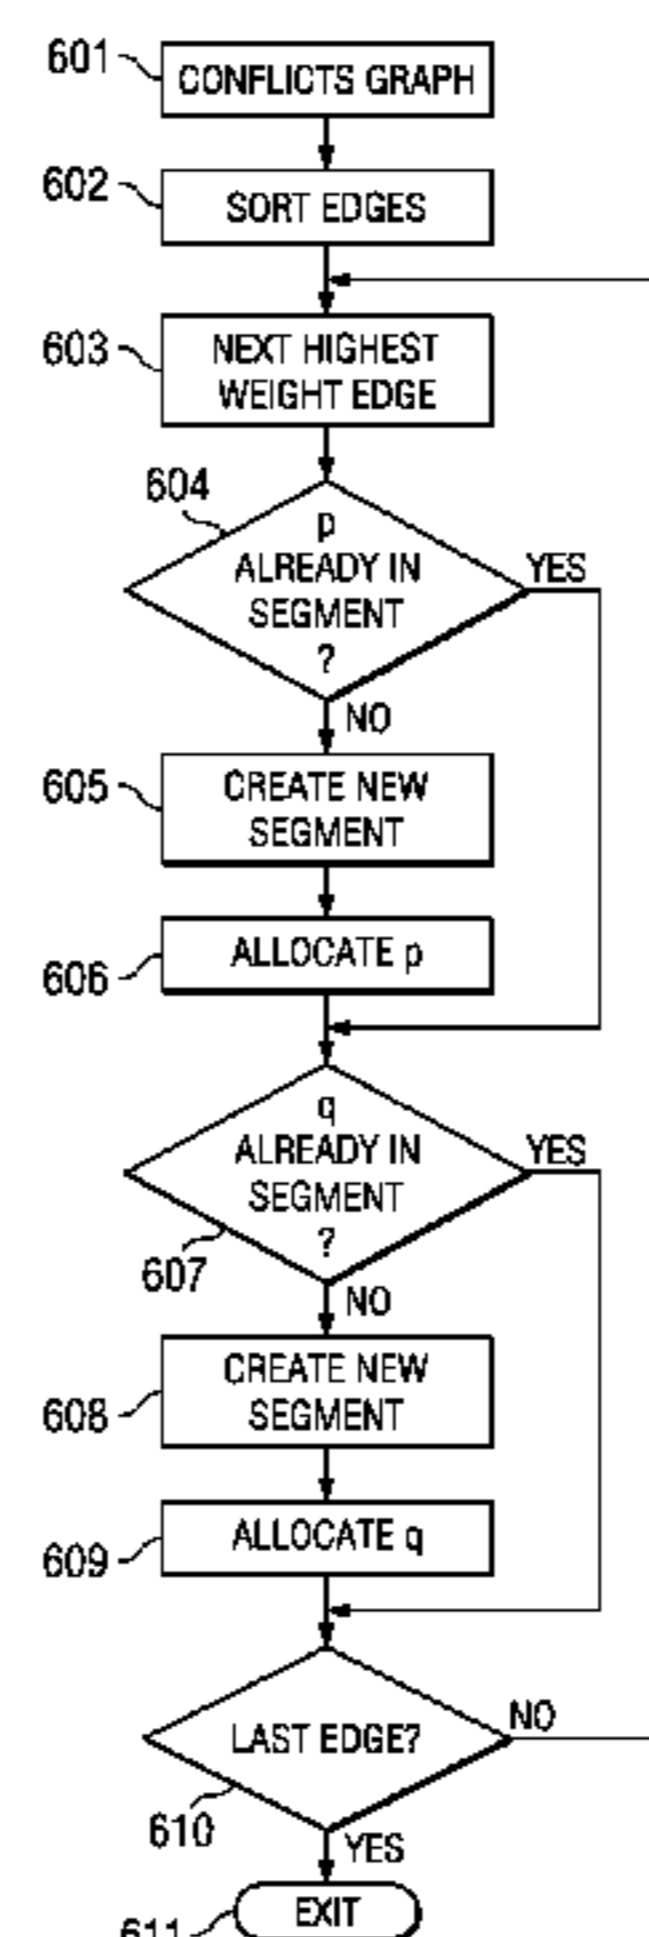 601
CONFLICTS GRAPH
602
SORT EDGES
603
NEXT HIGHEST
WEIGHT EDGE
604
p
ALREADY IN
SEGMENT
?
YES
NO
605
CREATE NEW
SEGMENT
606
ALLOCATE p
q
ALREADY IN
SEGMENT
?
YES
607
NO
608
CREATE NEW
SEGMENT
609
ALLOCATE q
LAST EDGE?
NO
610
YES
EXIT
611